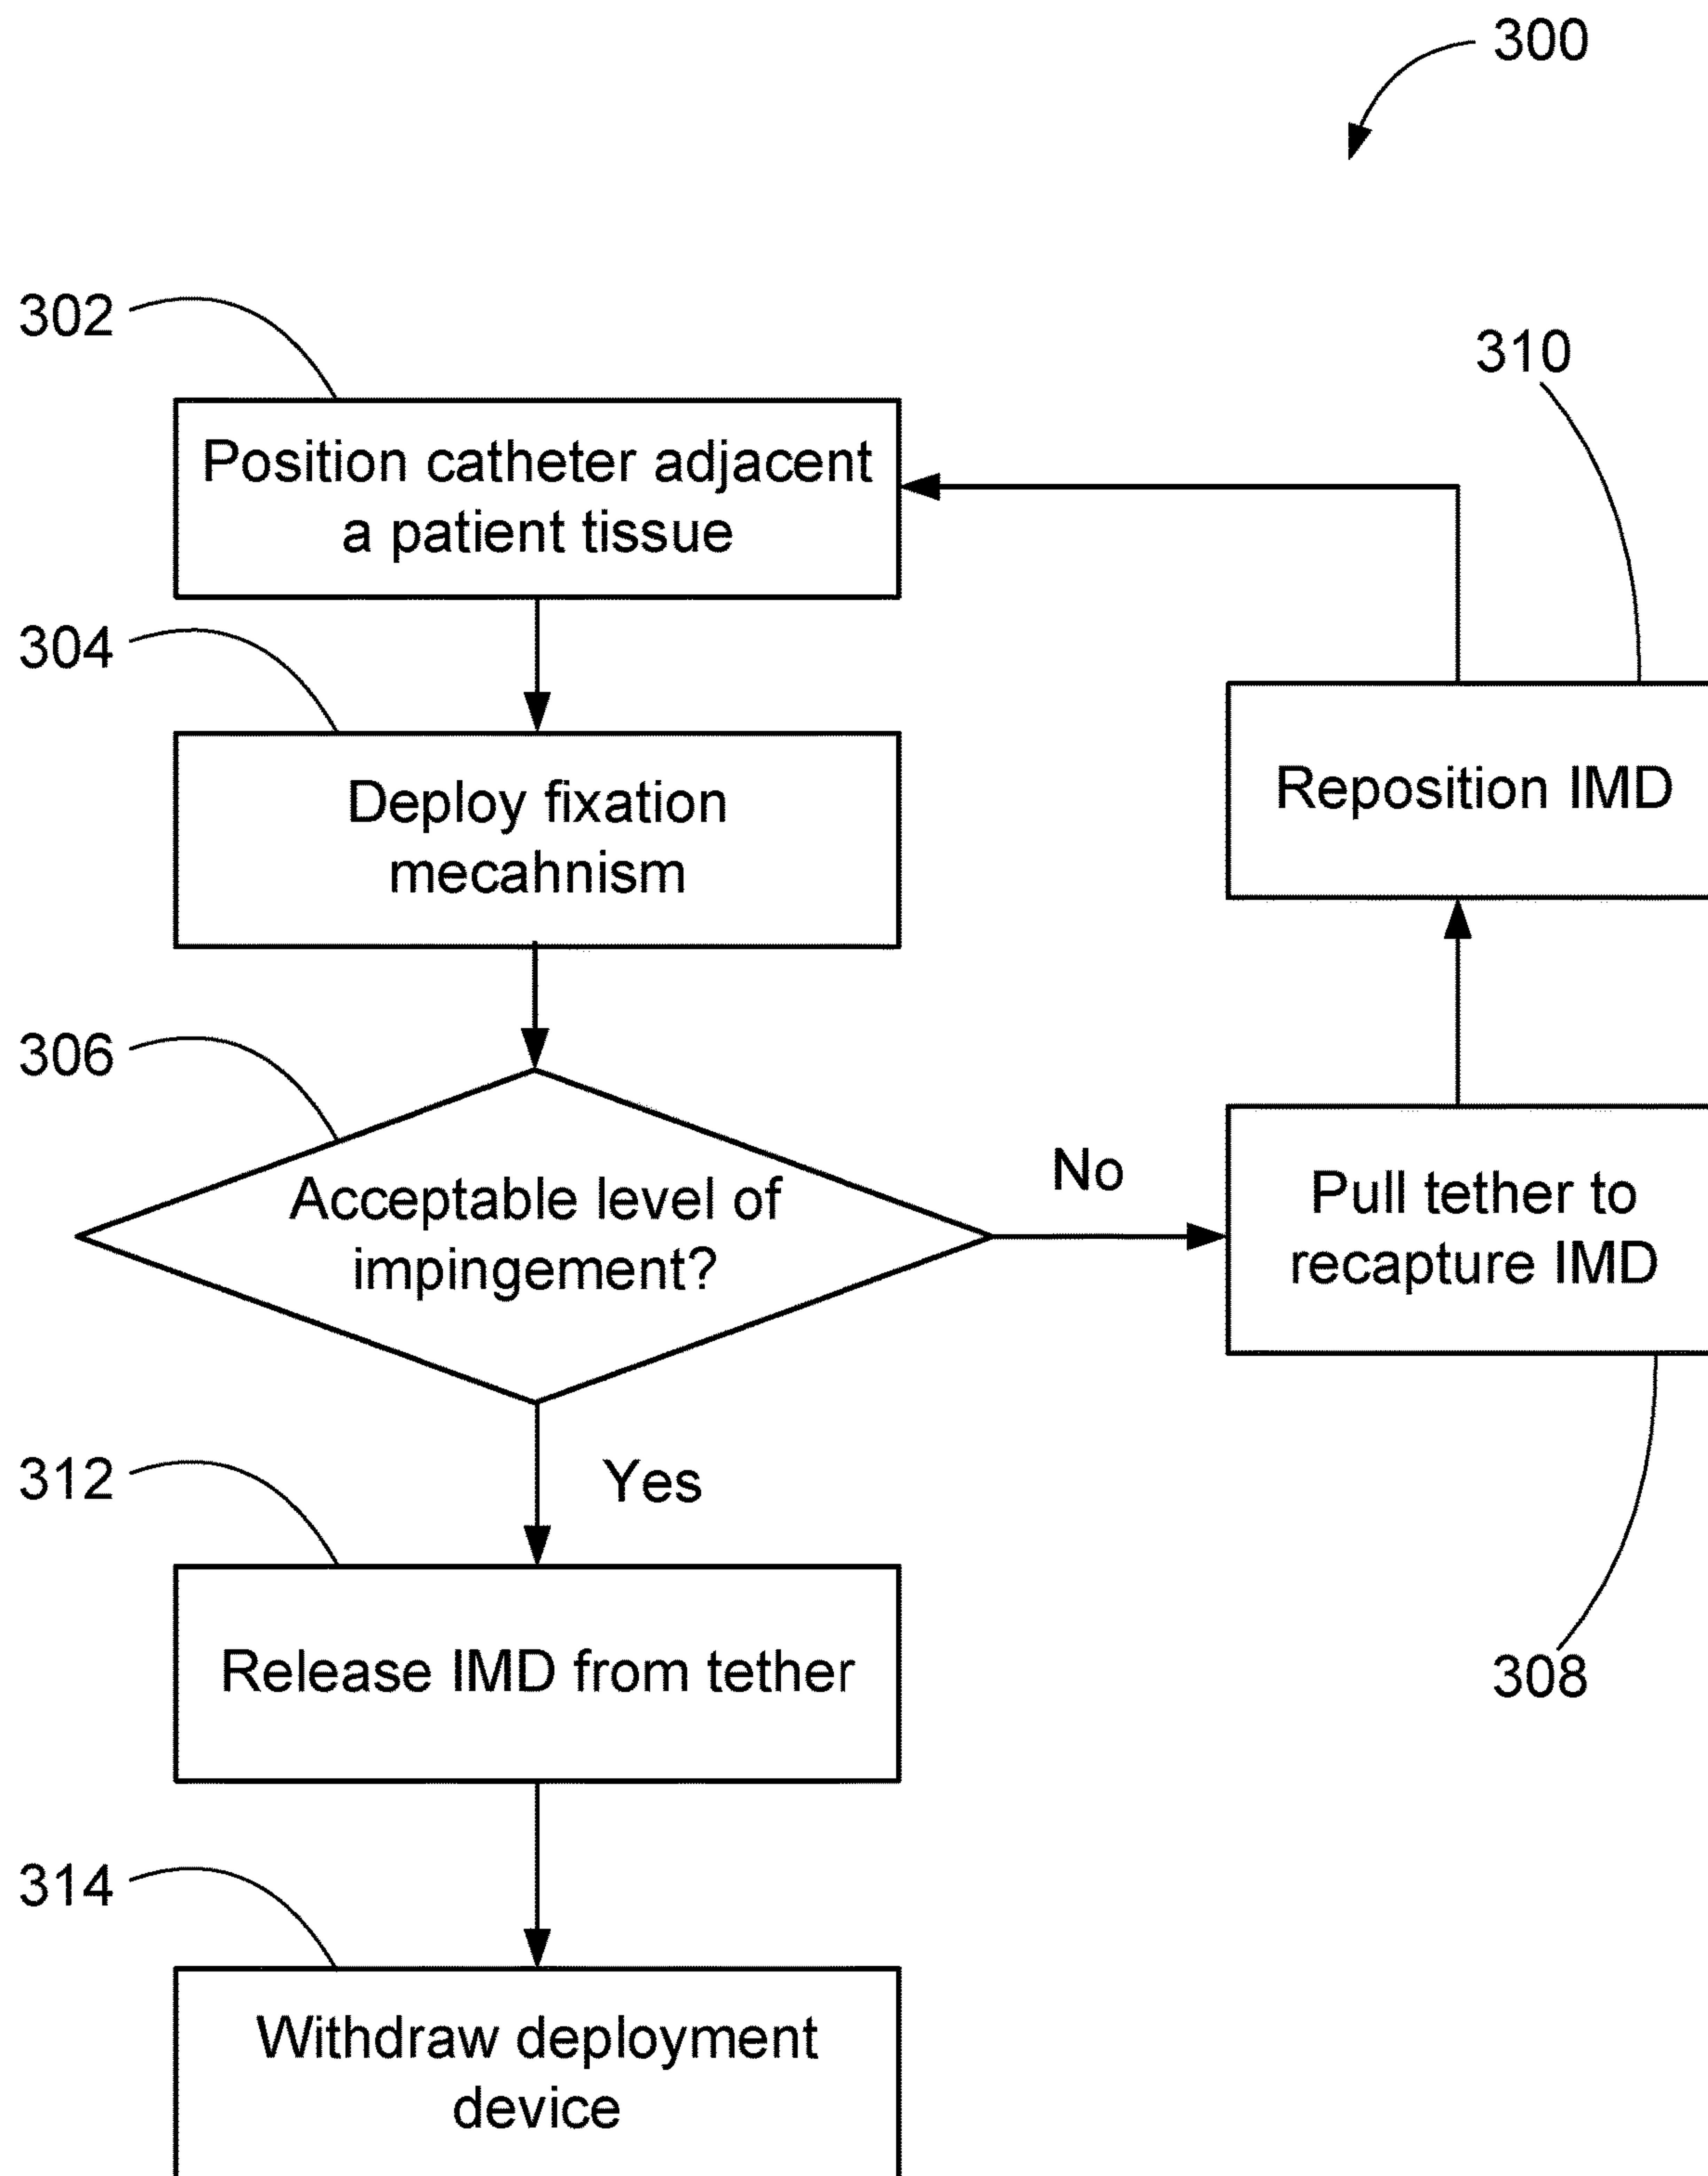 300
302
310
Position catheter adjacent
a patient tissue
304
Deploy fixation
mecahnism
Reposition IMD
306
Acceptable level of
impingement?
No
Pull tether to
recapture IMD
312
Yes
308
Release IMD from tether
314
Withdraw deployment
device